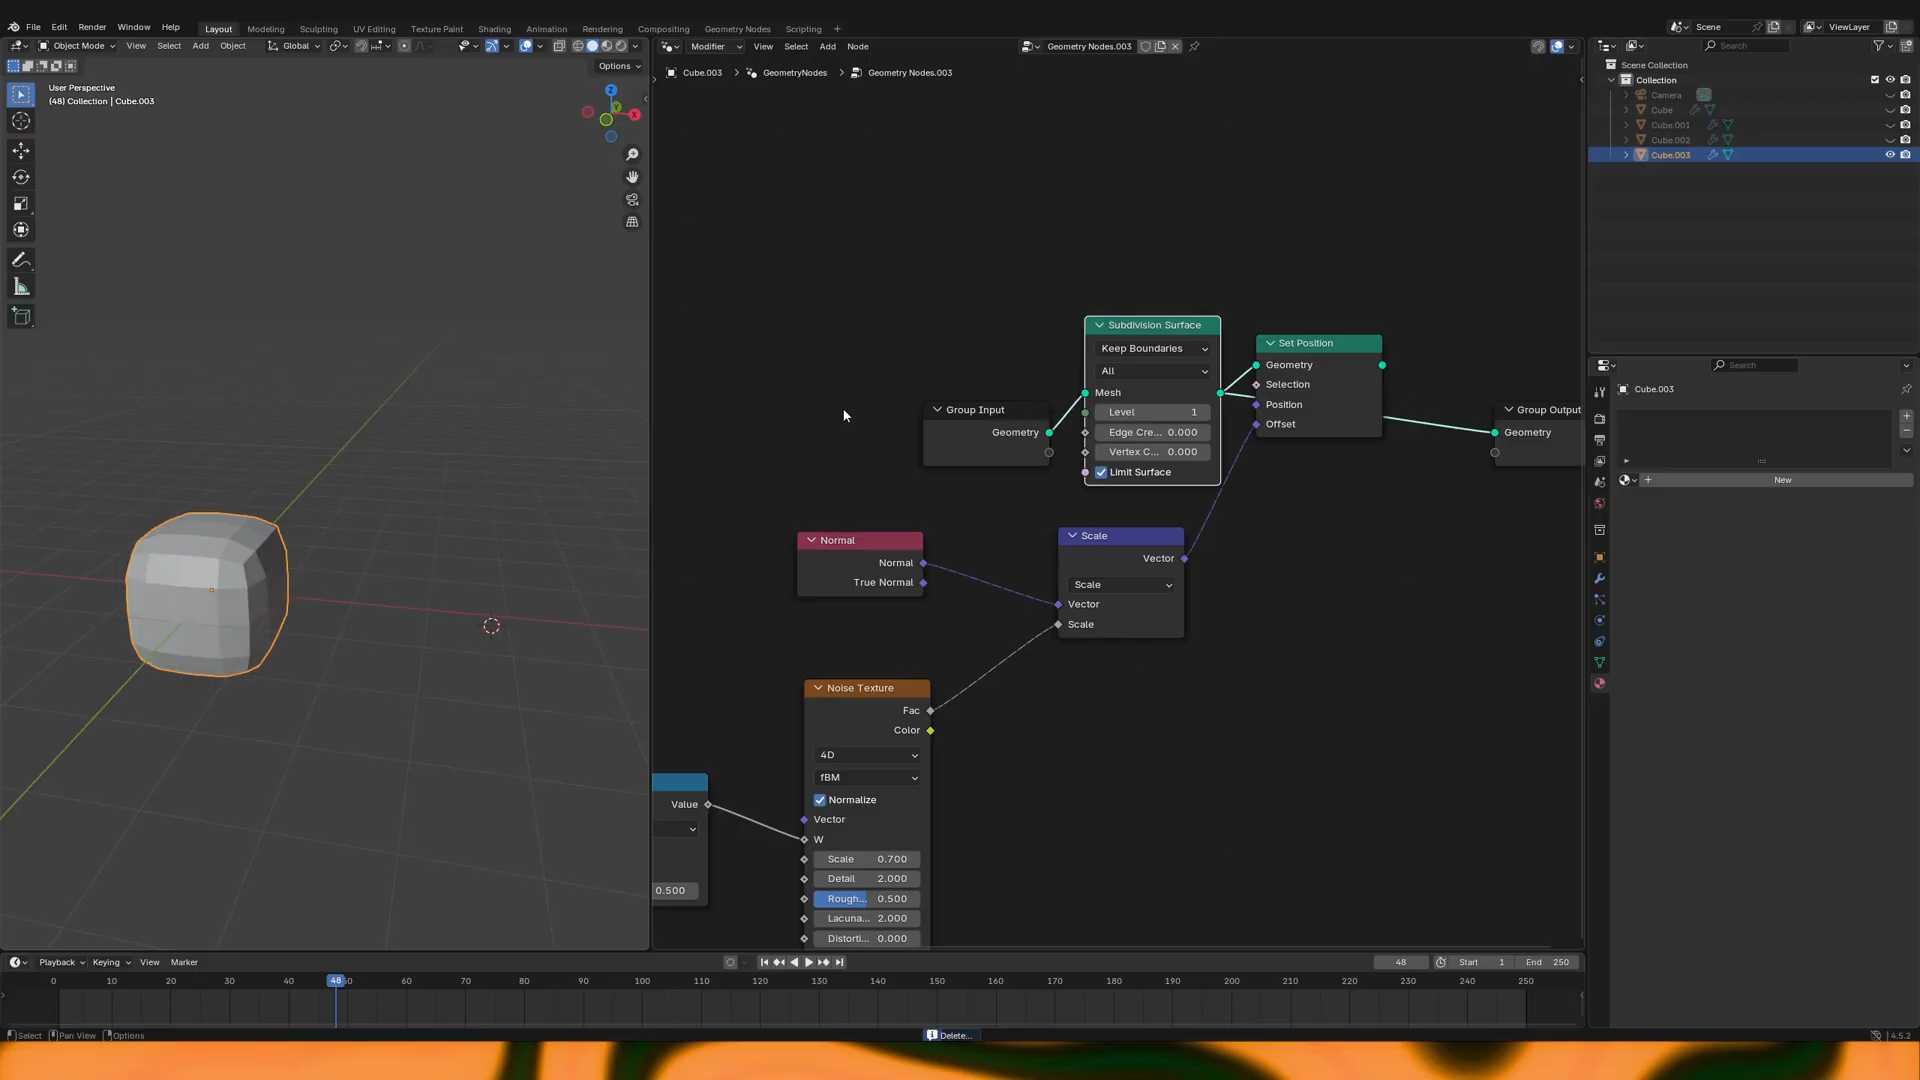 File Edit Render Window Help
Layout Modeling Sculpting UV Editing Texture Paint Shading Animation Rendering Compositing Geometry Nodes Scripting +
Scene
ViewLayer
Object Mode
View Select Add Object
Global
Modifier
View Select Add Node
Geometry Nodes.003
Search
Options
User Perspective
(48) Collection | Cube.003
Z
Y
X
Cube.003 > GeometryNodes > Geometry Nodes.003
Scene Collection
Collection
Camera
Cube
Cube.001
Cube.002
Cube.003
Search
Cube.003
New
Subdivision Surface
Keep Boundaries
All
Mesh
Level 1
Edge Cre... 0.000
Vertex C... 0.000
Limit Surface
Set Position
Geometry
Selection
Position
Offset
Group Input
Geometry
Group Output
Geometry
Normal
Normal
True Normal
Scale
Vector
Scale
Vector
Scale
Noise Texture
Fac
Color
4D
fBM
Normalize
Vector
W
Scale 0.700
Detail 2.000
Rough... 0.500
Lacuna... 2.000
Distorti... 0.000
Value
0.500
Playback Keying View Marker
48
Start 1
End 250
0 10 20 30 40 48 50 60 70 80 90 100 110 120 130 140 150 160 170 180 190 200 210 220 230 240 250
Select Pan View Options
Delete...
4.5.2